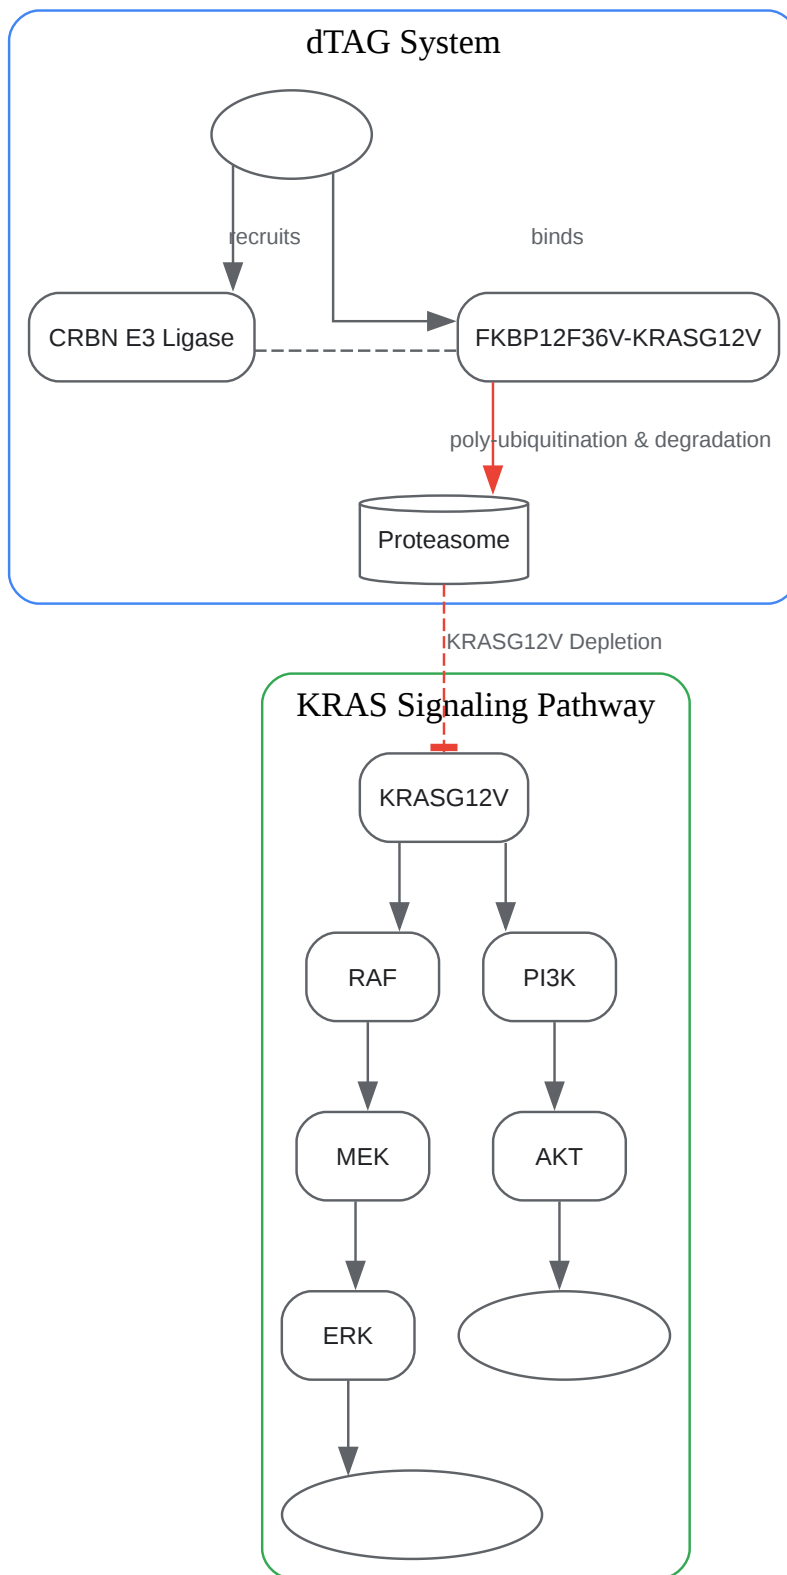 dTAG System
recruits
binds
CRBN E3 Ligase
FKBP12F36V-KRASG12V
poly-ubiquitination & degradation
Proteasome
KRASG12V Depletion
KRAS Signaling Pathway
KRASG12V
RAF
PI3K
MEK
AKT
ERK